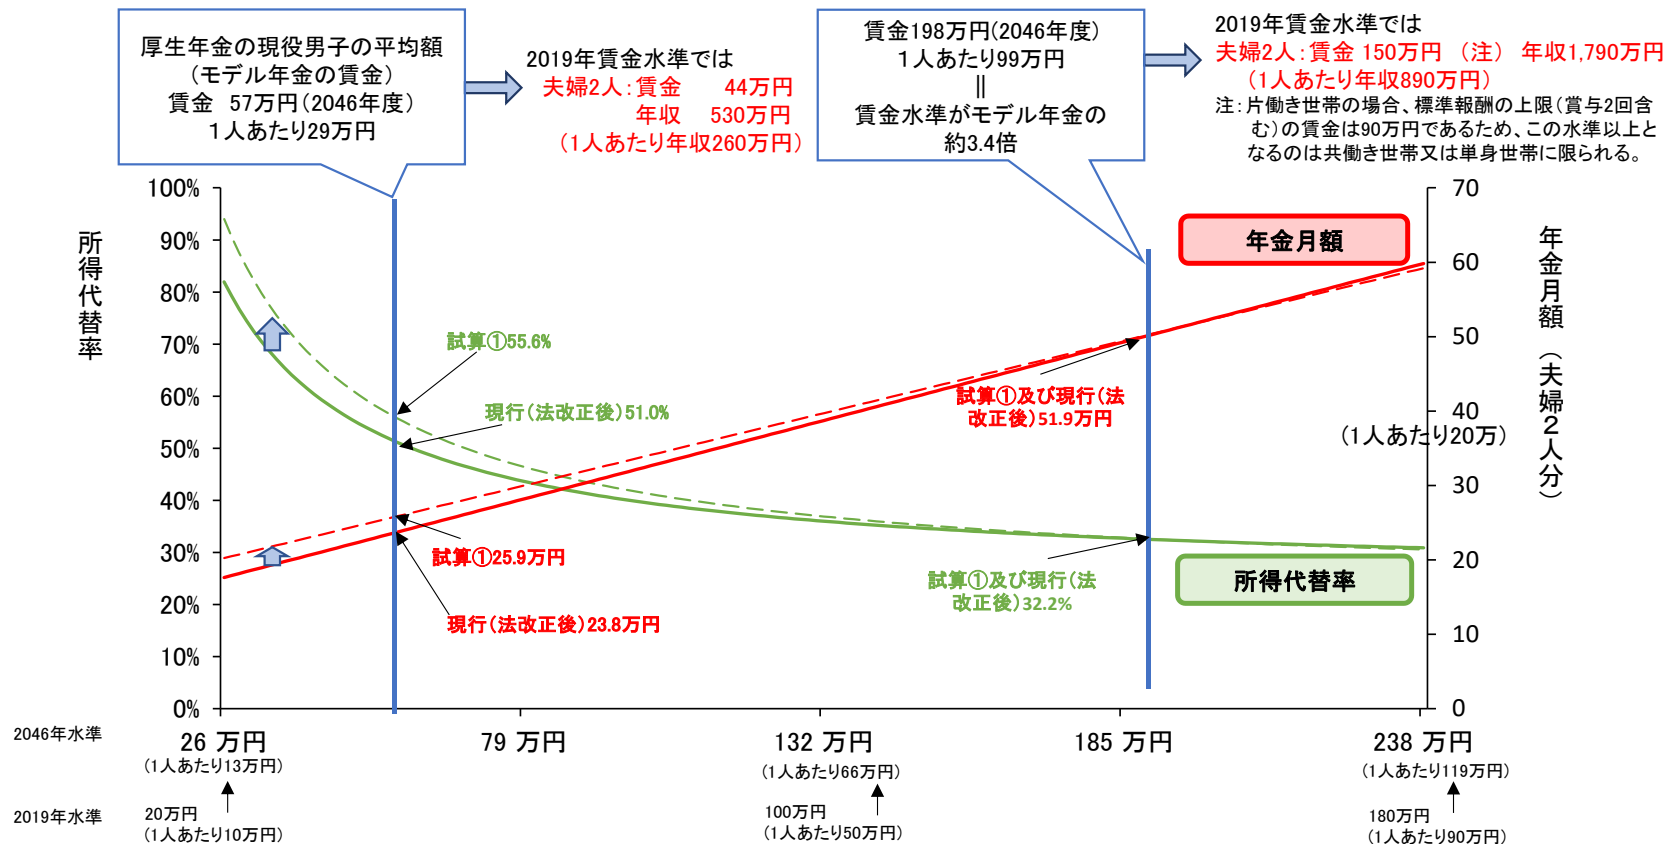 厚生年金の現役男子の平均額
(モデル年金の賃金)
賃金 57万円(2046年度)
1人あたり29万円
2019年賃金水準では
夫婦2人:賃金 44万円
年収 530万円
(1人あたり年収260万円)
賃金198万円(2046年度)
1人あたり99万円
||
賃金水準がモデル年金の
約3.4倍
2019年賃金水準では
夫婦2人:賃金 150万円 (注) 年収1,790万円
(1人あたり年収890万円)
注:片働き世帯の場合、標準報酬の上限(賞与2回含
む)の賃金は90万円であるため、この水準以上と
なるのは共働き世帯又は単身世帯に限られる。
所得代替率
100%
90%
80%
70%
60%
50%
40%
30%
20%
10%
0%
年金月額
試算①55.6%
現行(法改正後)51.0%
試算①25.9万円
現行(法改正後)23.8万円
試算①及び現行(法
改正後)51.9万円
(1人あたり20万)
試算①及び現行(法
改正後)32.2%
所得代替率
70
60
50
40
30
20
10
0
年金月額(夫婦2人分)
2046年水準
26 万円
79 万円
132 万円
185 万円
238 万円
(1人あたり13万円)
(1人あたり66万円)
(1人あたり119万円)
2019年水準
20万円
(1人あたり10万円)
100万円
(1人あたり50万円)
180万円
(1人あたり90万円)